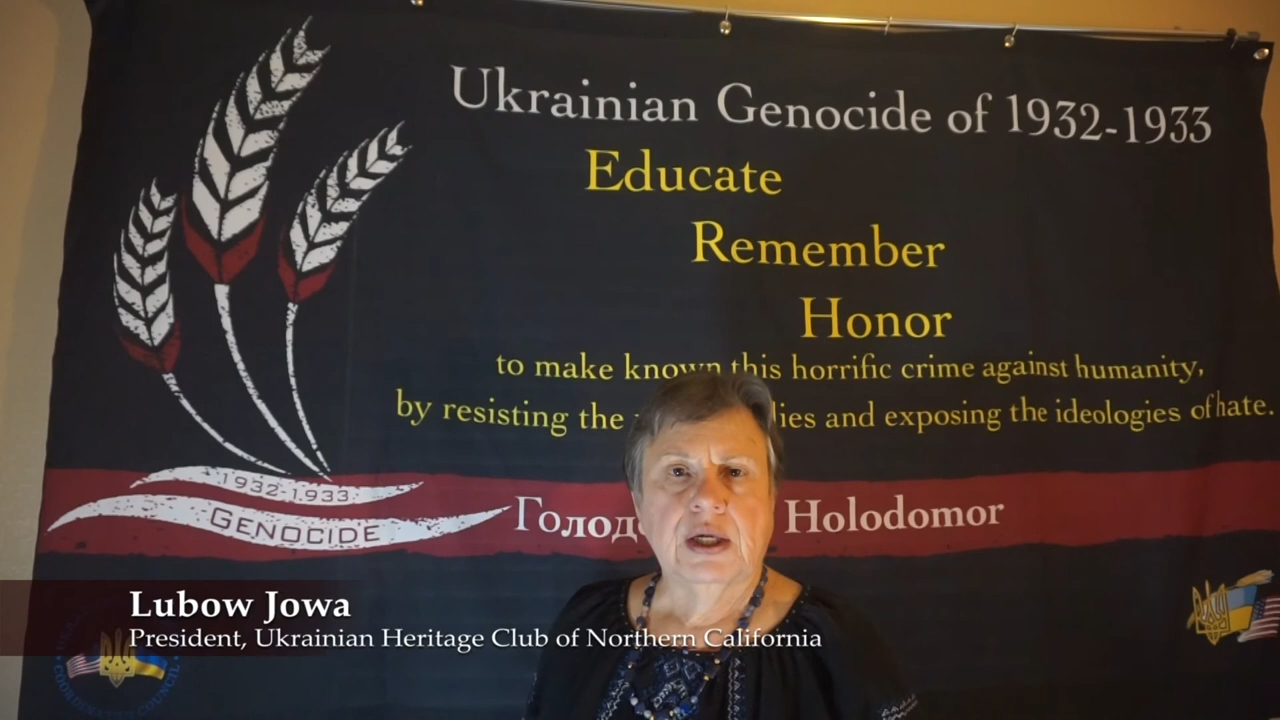 Ukrainian Genocide of 1932-1933
Educate
Remember
Honor
to make known this horrific crime against humanity,
by resisting the lies and exposing the ideologies of hate.
1932-1933
GENOCIDE
Голод Holodomor
Lubow Jowa
President, Ukrainian Heritage Club of Northern California
COUNCIL